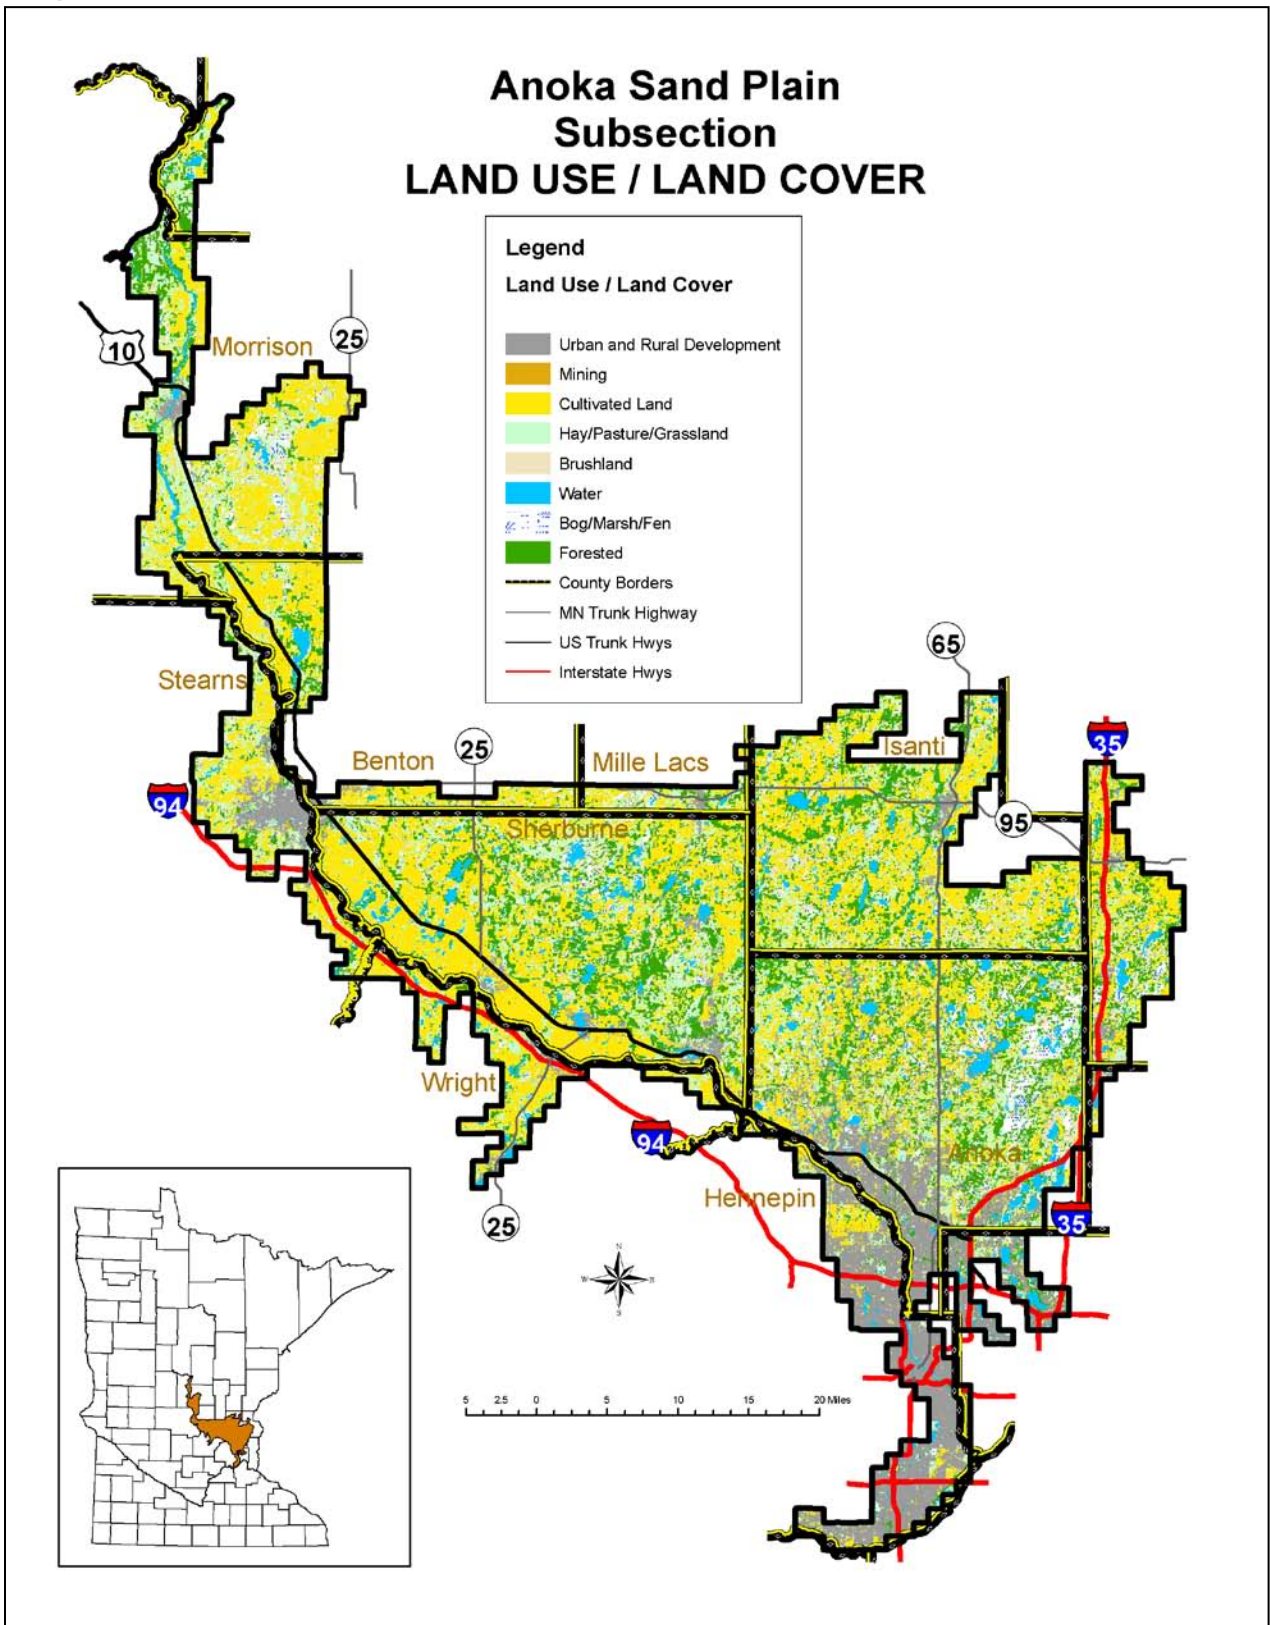 Anoka Sand Plain
Subsection
LAND USE / LAND COVER
Legend
Land Use / Land Cover
Urban and Rural Development
Mining
Cultivated Land
Hay/Pasture/Grassland
Brushland
Water
Bog/Marsh/Fen
Forested
County Borders
MN Trunk Highway
US Trunk Hwys
Interstate Hwys
10
Morrison
25
65
Stearns
35
Benton
25
Mille Lacs
Isanti
94
95
Sherburne
Wright
94
Anoka
Hennepin
25
35
N
W
E
S
5 2.5 0 5 10 15 20 Miles